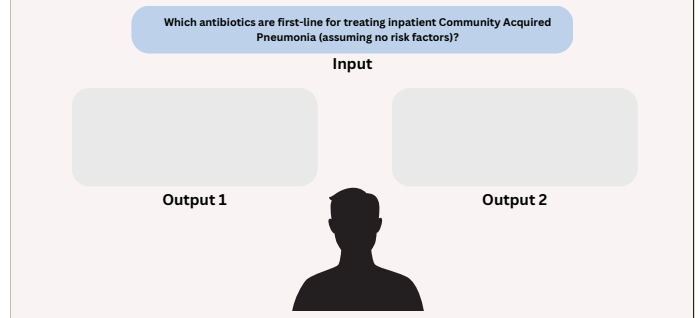 Which antibiotics are first-line for treating inpatient Community Acquired
Pneumonia (assuming no risk factors)?
Input
Output 1
Output 2